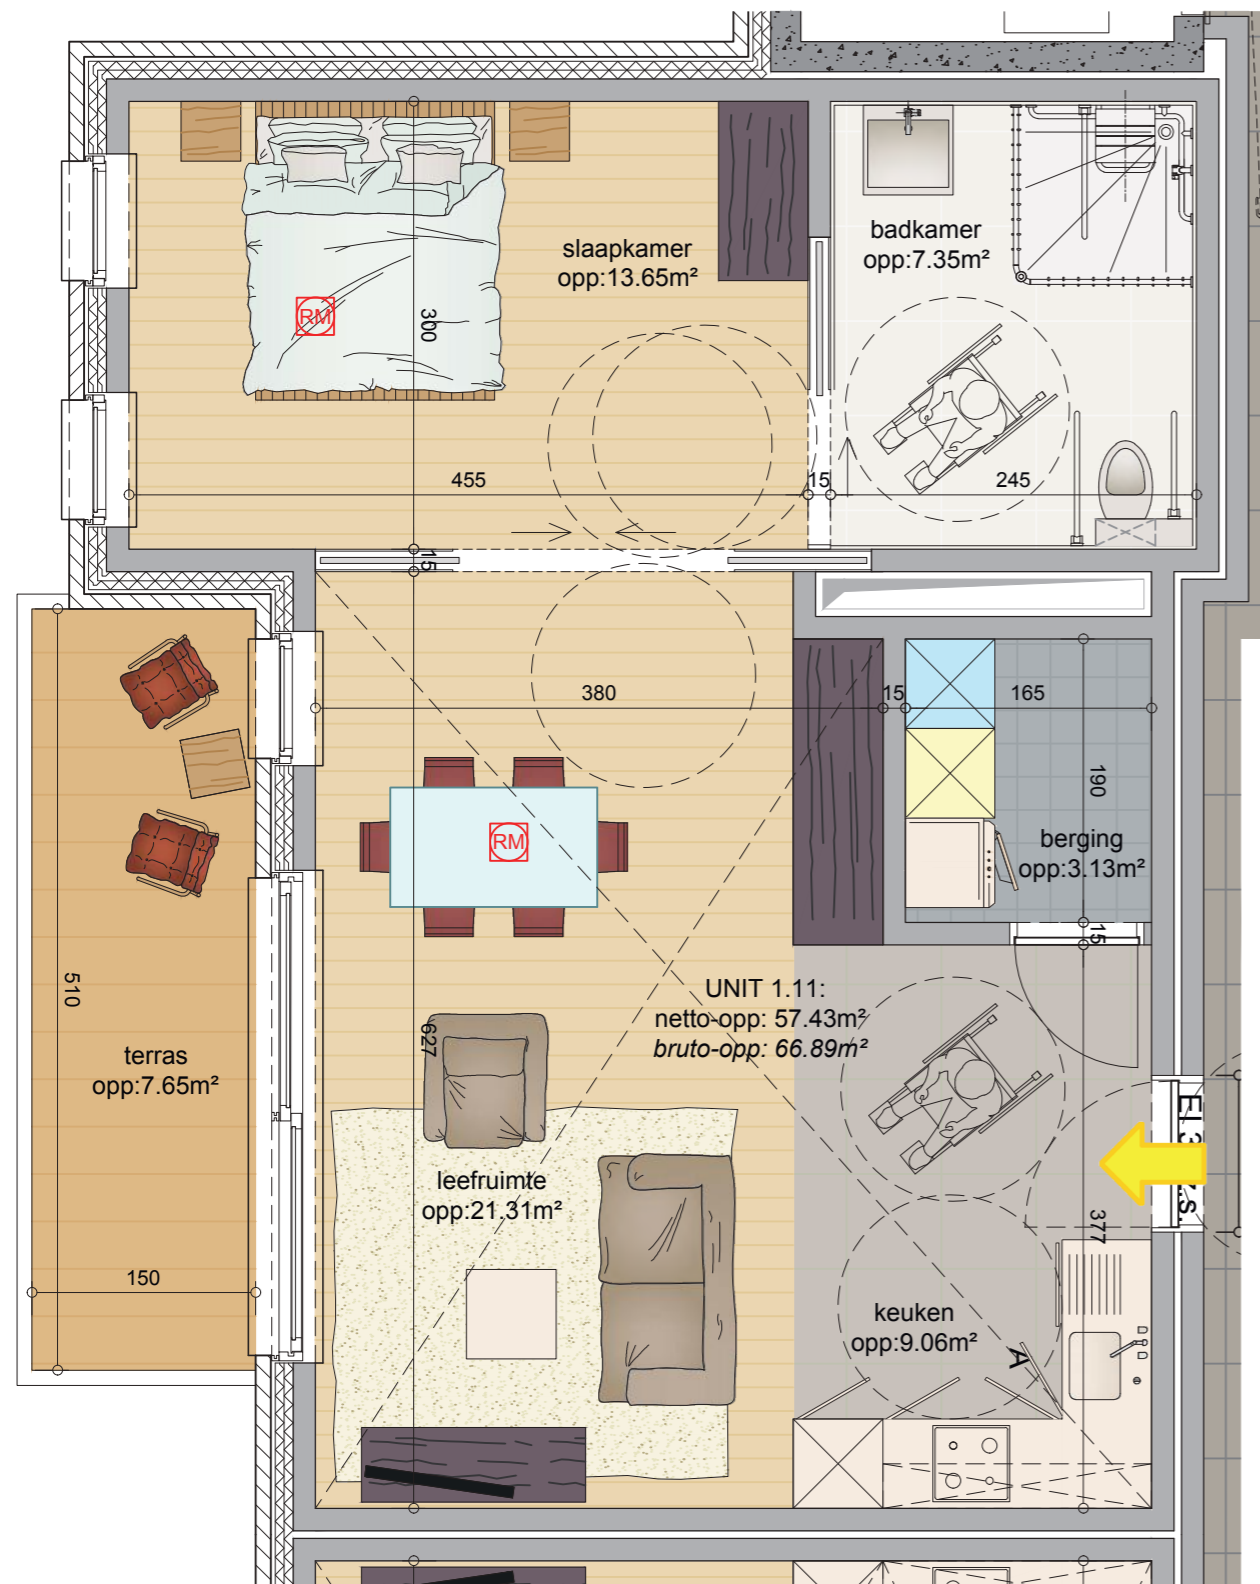 slaapkamer
opp:13.65m²
badkamer
opp:7.35m²
RM
300
455
15
245
15
380
15
165
190
berging
opp:3.13m²
RM
15
510
UNIT 1.11:
netto-opp: 57.43m²
bruto-opp: 66.89m²
627
terras
opp:7.65m²
leefruimte
opp:21.31m²
377
150
keuken
opp:9.06m²
A